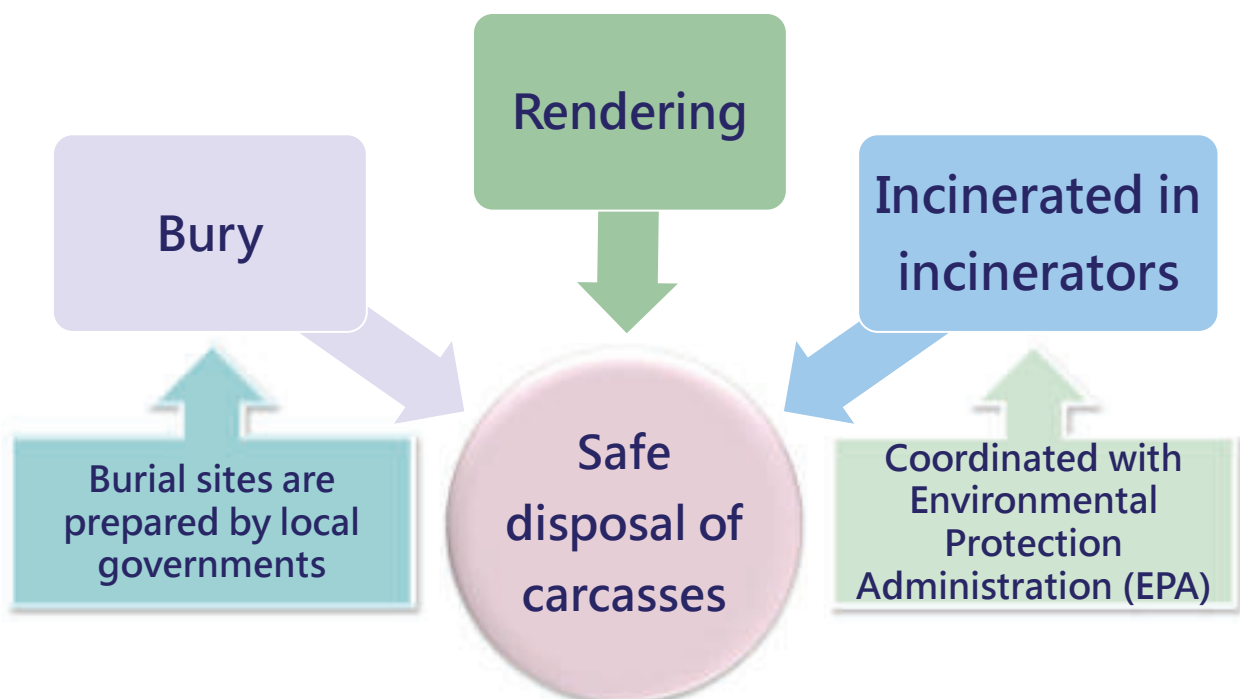 Rendering
Bury
Incinerated in
incinerators
Burial sites are
prepared by local
governments
Safe
disposal of
carcasses
Coordinated with
Environmental
Protection
Administration (EPA)